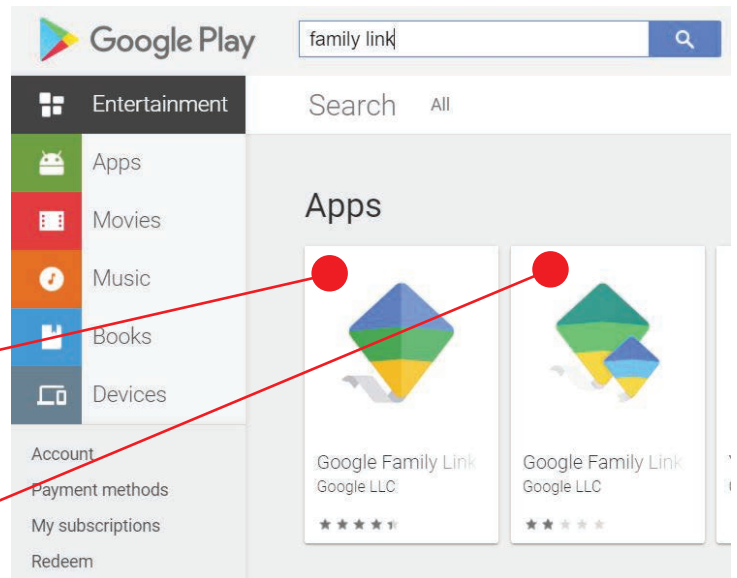 Google Play
family link
Entertainment
Search All
Apps
Movies
Music
Books
Devices
Apps
Google Family Link
Google LLC
Google Family Link
Google LLC
Account
Payment methods
My subscriptions
Redeem